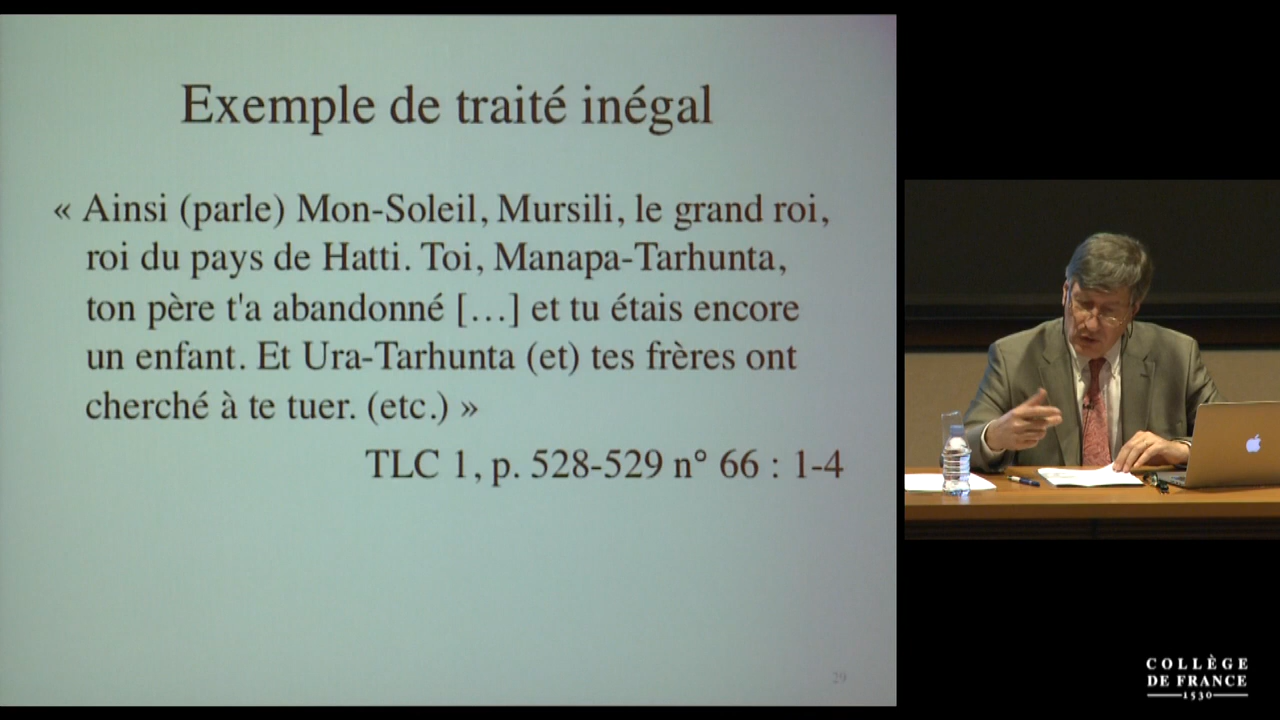 Exemple de traité inégal
« Ainsi (parle) Mon-Soleil, Mursili, le grand roi,
roi du pays de Hatti. Toi, Manapa-Tarhunta,
ton père t'a abandonné […] et tu étais encore
un enfant. Et Ura-Tarhunta (et) tes frères ont
cherché à te tuer. (etc.) »
TLC 1, p. 528-529 n° 66 : 1-4
29
COLLÈGE
DE FRANCE
1530